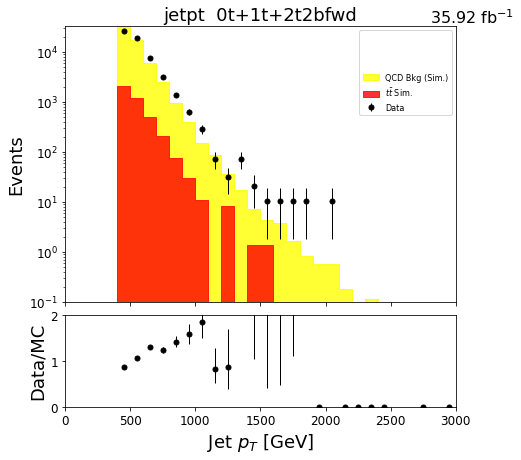 jetpt 0t+1t+2t2bfwd
35.92 fb⁻¹
QCD Bkg (Sim.)
tt̄ Sim.
Data
Events
10⁴
10³
10²
10¹
10⁰
10⁻¹
Data/MC
2
1
0
0 500 1000 1500 2000 2500 3000
Jet p_T [GeV]